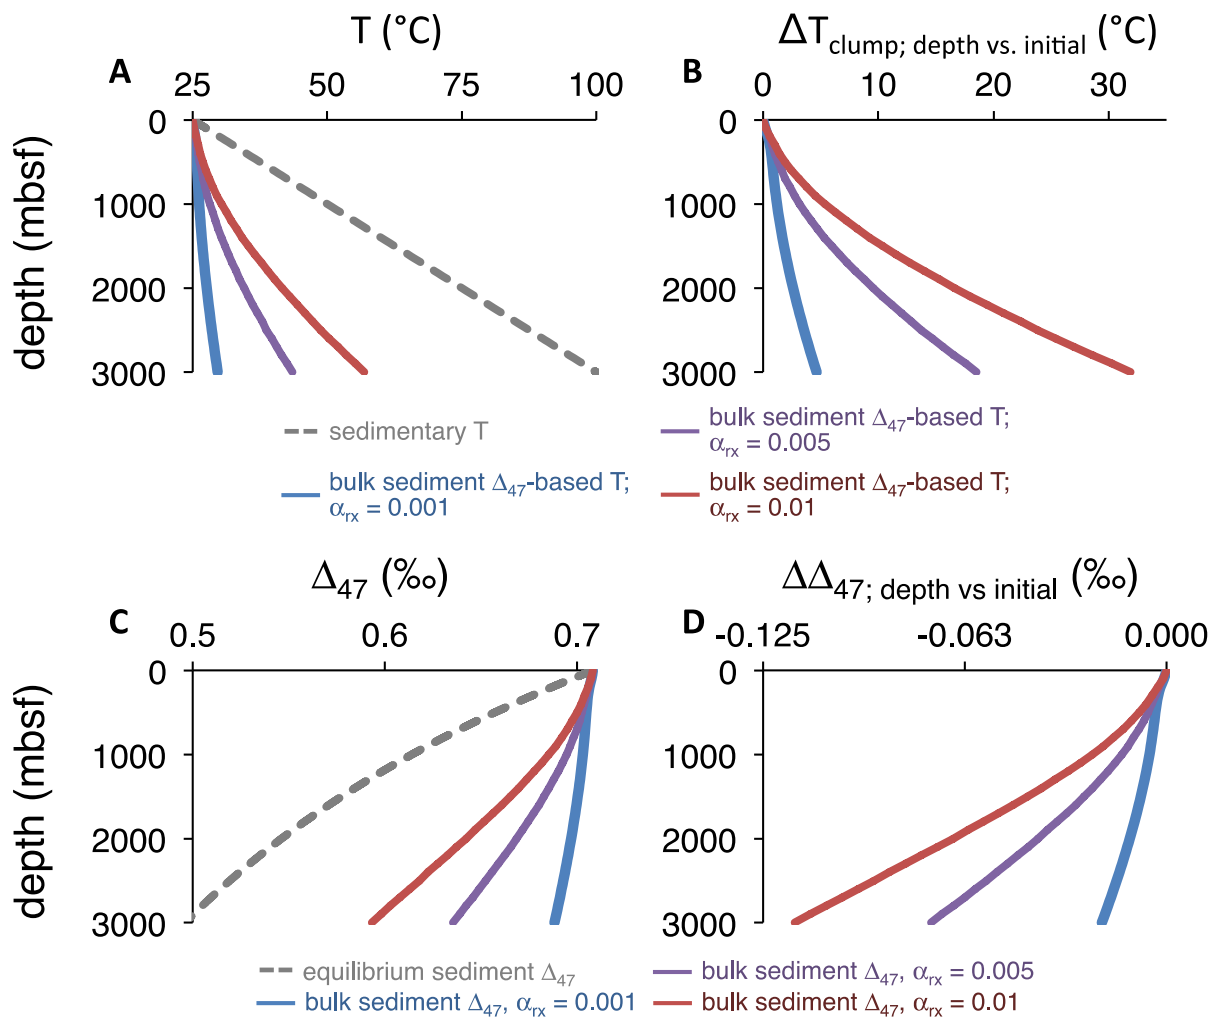 T (°C)
ΔT clump; depth vs. initial (°C)
A
B
25 50 75 100
0 10 20 30
0
1000
2000
3000
depth (mbsf)
0
1000
2000
3000
sedimentary T
bulk sediment Δ47-based T;
αrx = 0.005
bulk sediment Δ47-based T;
αrx = 0.001
bulk sediment Δ47-based T;
αrx = 0.01
Δ47 (‰)
ΔΔ47; depth vs initial (‰)
C
D
0.5 0.6 0.7
-0.125 -0.063 0.000
0
1000
2000
3000
depth (mbsf)
0
1000
2000
3000
equilibrium sediment Δ47
bulk sediment Δ47, αrx = 0.005
bulk sediment Δ47, αrx = 0.001
bulk sediment Δ47, αrx = 0.01